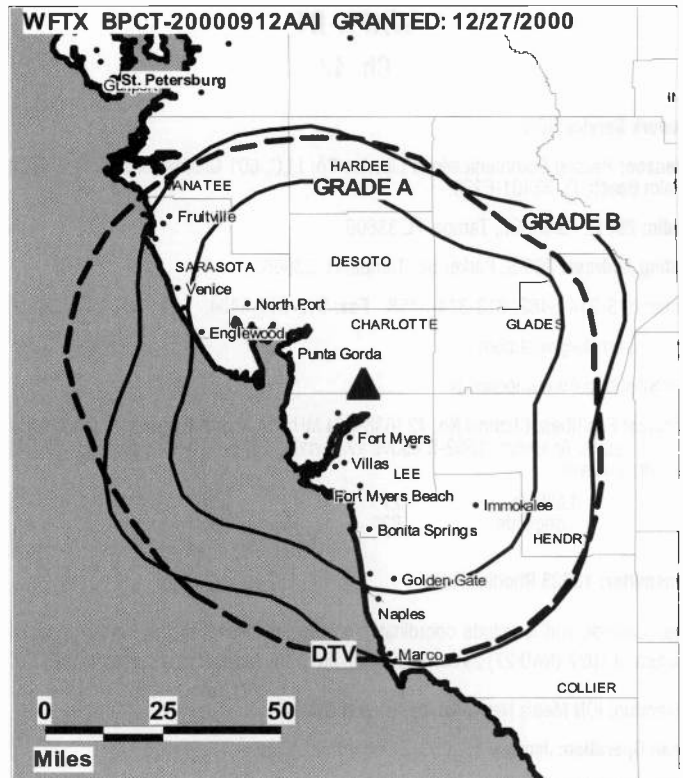 WFTX BPCT-20000912AAI GRANTED: 12/27/2000
St. Petersburg
HARDEE
MANATEE
GRADE A
GRADE B
Fruitville
DESOTO
SARASOTA
Venice
North Port
CHARLOTTE
GLADES
Englewood
Punta Gorda
Fort Myers
Villas
LEE
Fort Myers Beach
Immokalee
Bonita Springs
HENDRY
Golden Gate
Naples
DTV
Marco
COLLIER
0 25 50
Miles